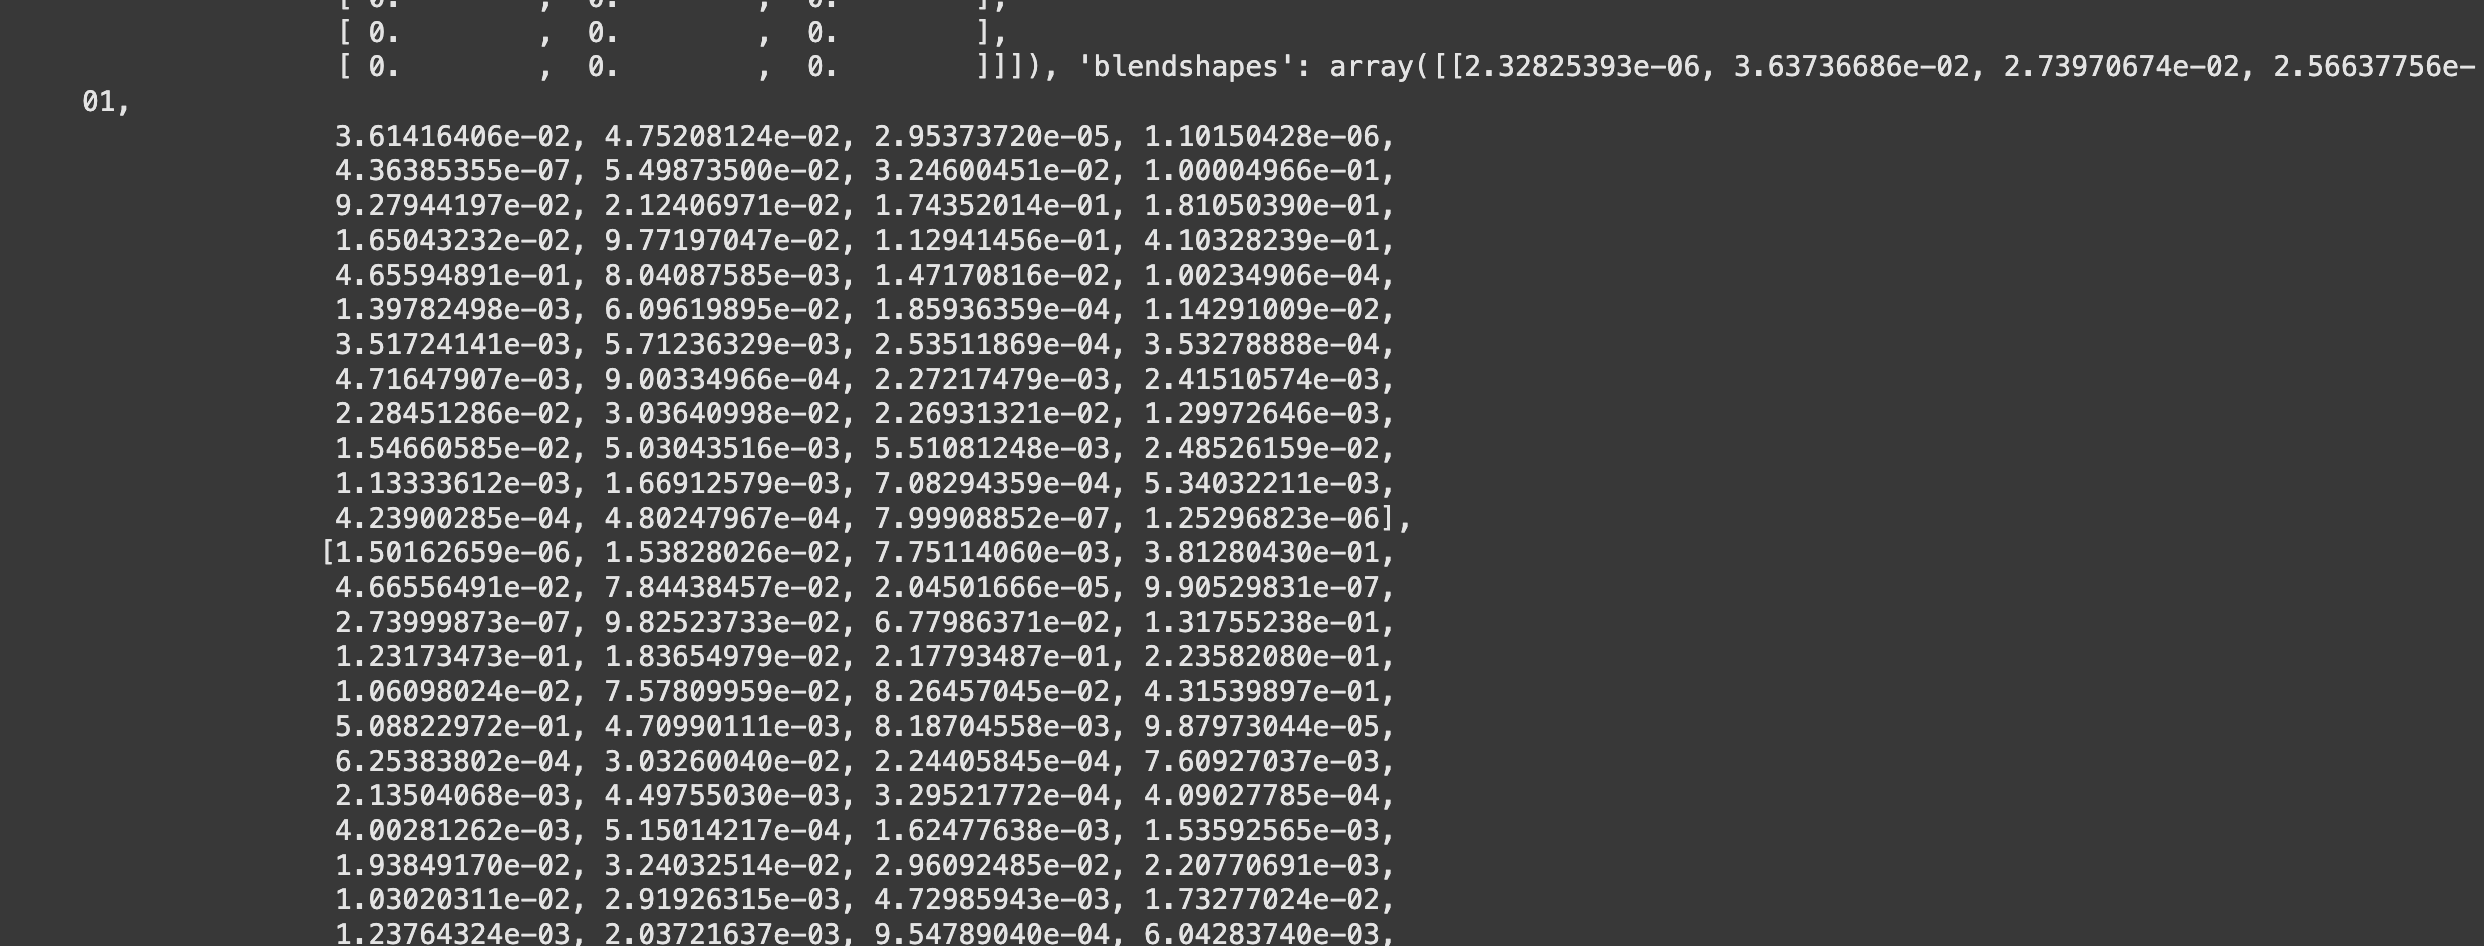 [ 0.        ,  0.        ,  0.        ],
[ 0.        ,  0.        ,  0.        ],
[ 0.        ,  0.        ,  0.        ]]]), 'blendshapes': array([[2.32825393e-06, 3.63736686e-02, 2.73970674e-02, 2.56637756e-
01,
3.61416406e-02, 4.75208124e-02, 2.95373720e-05, 1.10150428e-06,
4.36385355e-07, 5.49873500e-02, 3.24600451e-02, 1.00004966e-01,
9.27944197e-02, 2.12406971e-02, 1.74352014e-01, 1.81050390e-01,
1.65043232e-02, 9.77197047e-02, 1.12941456e-01, 4.10328239e-01,
4.65594891e-01, 8.04087585e-03, 1.47170816e-02, 1.00234906e-04,
1.39782498e-03, 6.09619895e-02, 1.85936359e-04, 1.14291009e-02,
3.51724141e-03, 5.71236329e-03, 2.53511869e-04, 3.53278888e-04,
4.71647907e-03, 9.00334966e-04, 2.27217479e-03, 2.41510574e-03,
2.28451286e-02, 3.03640998e-02, 2.26931321e-02, 1.29972646e-03,
1.54660585e-02, 5.03043516e-03, 5.51081248e-03, 2.48526159e-02,
1.13333612e-03, 1.66912579e-03, 7.08294359e-04, 5.34032211e-03,
4.23900285e-04, 4.80247967e-04, 7.99908852e-07, 1.25296823e-06],
[1.50162659e-06, 1.53828026e-02, 7.75114060e-03, 3.81280430e-01,
4.66556491e-02, 7.84438457e-02, 2.04501666e-05, 9.90529831e-07,
2.73999873e-07, 9.82523733e-02, 6.77986371e-02, 1.31755238e-01,
1.23173473e-01, 1.83654979e-02, 2.17793487e-01, 2.23582080e-01,
1.06098024e-02, 7.57809959e-02, 8.26457045e-02, 4.31539897e-01,
5.08822972e-01, 4.70990111e-03, 8.18704558e-03, 9.87973044e-05,
6.25383802e-04, 3.03260040e-02, 2.24405845e-04, 7.60927037e-03,
2.13504068e-03, 4.49755030e-03, 3.29521772e-04, 4.09027785e-04,
4.00281262e-03, 5.15014217e-04, 1.62477638e-03, 1.53592565e-03,
1.93849170e-02, 3.24032514e-02, 2.96092485e-02, 2.20770691e-03,
1.03020311e-02, 2.91926315e-03, 4.72985943e-03, 1.73277024e-02,
1.23764324e-03, 2.03721637e-03, 9.54789040e-04, 6.04283740e-03,